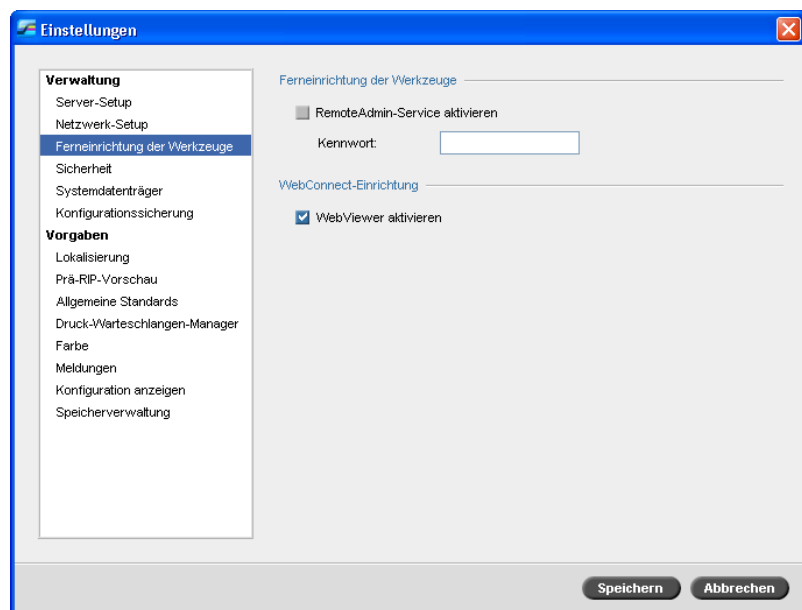 Einstellungen
Verwaltung
Server-Setup
Netzwerk-Setup
Ferneinrichtung der Werkzeuge
Sicherheit
Systemdatenträger
Konfigurationssicherung
Vorgaben
Lokalisierung
Prä-RIP-Vorschau
Allgemeine Standards
Druck-Warteschlangen-Manager
Farbe
Meldungen
Konfiguration anzeigen
Speicherverwaltung
Ferneinrichtung der Werkzeuge
RemoteAdmin-Service aktivieren
Kennwort:
WebConnect-Einrichtung
WebViewer aktivieren
Speichern
Abbrechen